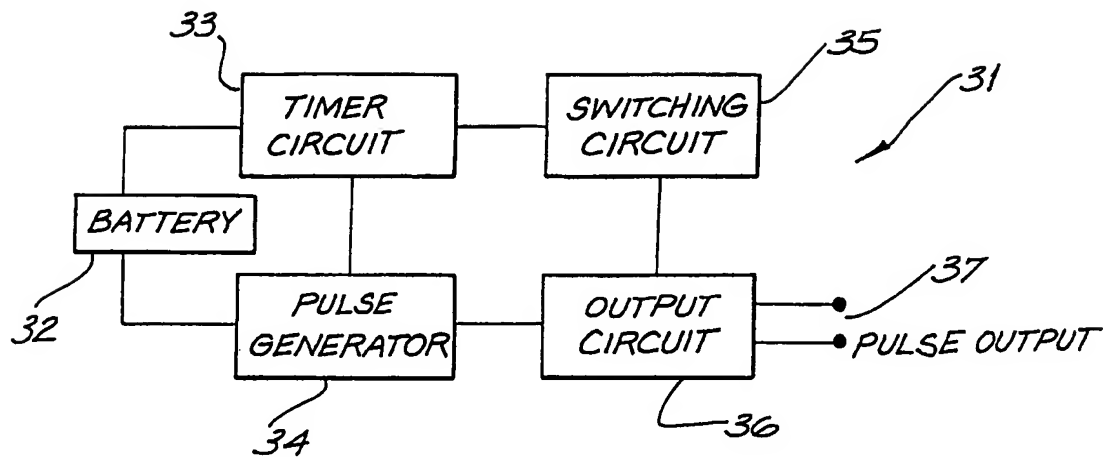 33
TIMER
CIRCUIT
SWITCHING
CIRCUIT
35
31
BATTERY
32
PULSE
GENERATOR
34
OUTPUT
CIRCUIT
36
37
PULSE OUTPUT